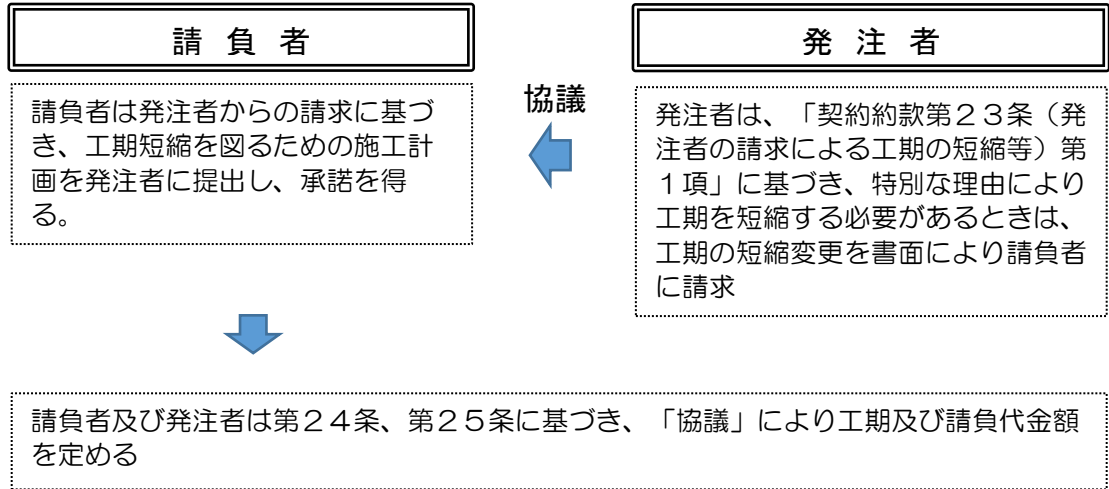 請 負 者
請負者は発注者からの請求に基づ
き、工期短縮を図るための施工計
画を発注者に提出し、承諾を得
る。
協議
発 注 者
発注者は、「契約約款第２３条（発
注者の請求による工期の短縮等）第
１項」に基づき、特別な理由により
工期を短縮する必要があるときは、
工期の短縮変更を書面により請負者
に請求
請負者及び発注者は第２４条、第２５条に基づき、「協議」により工期及び請負代金額
を定める